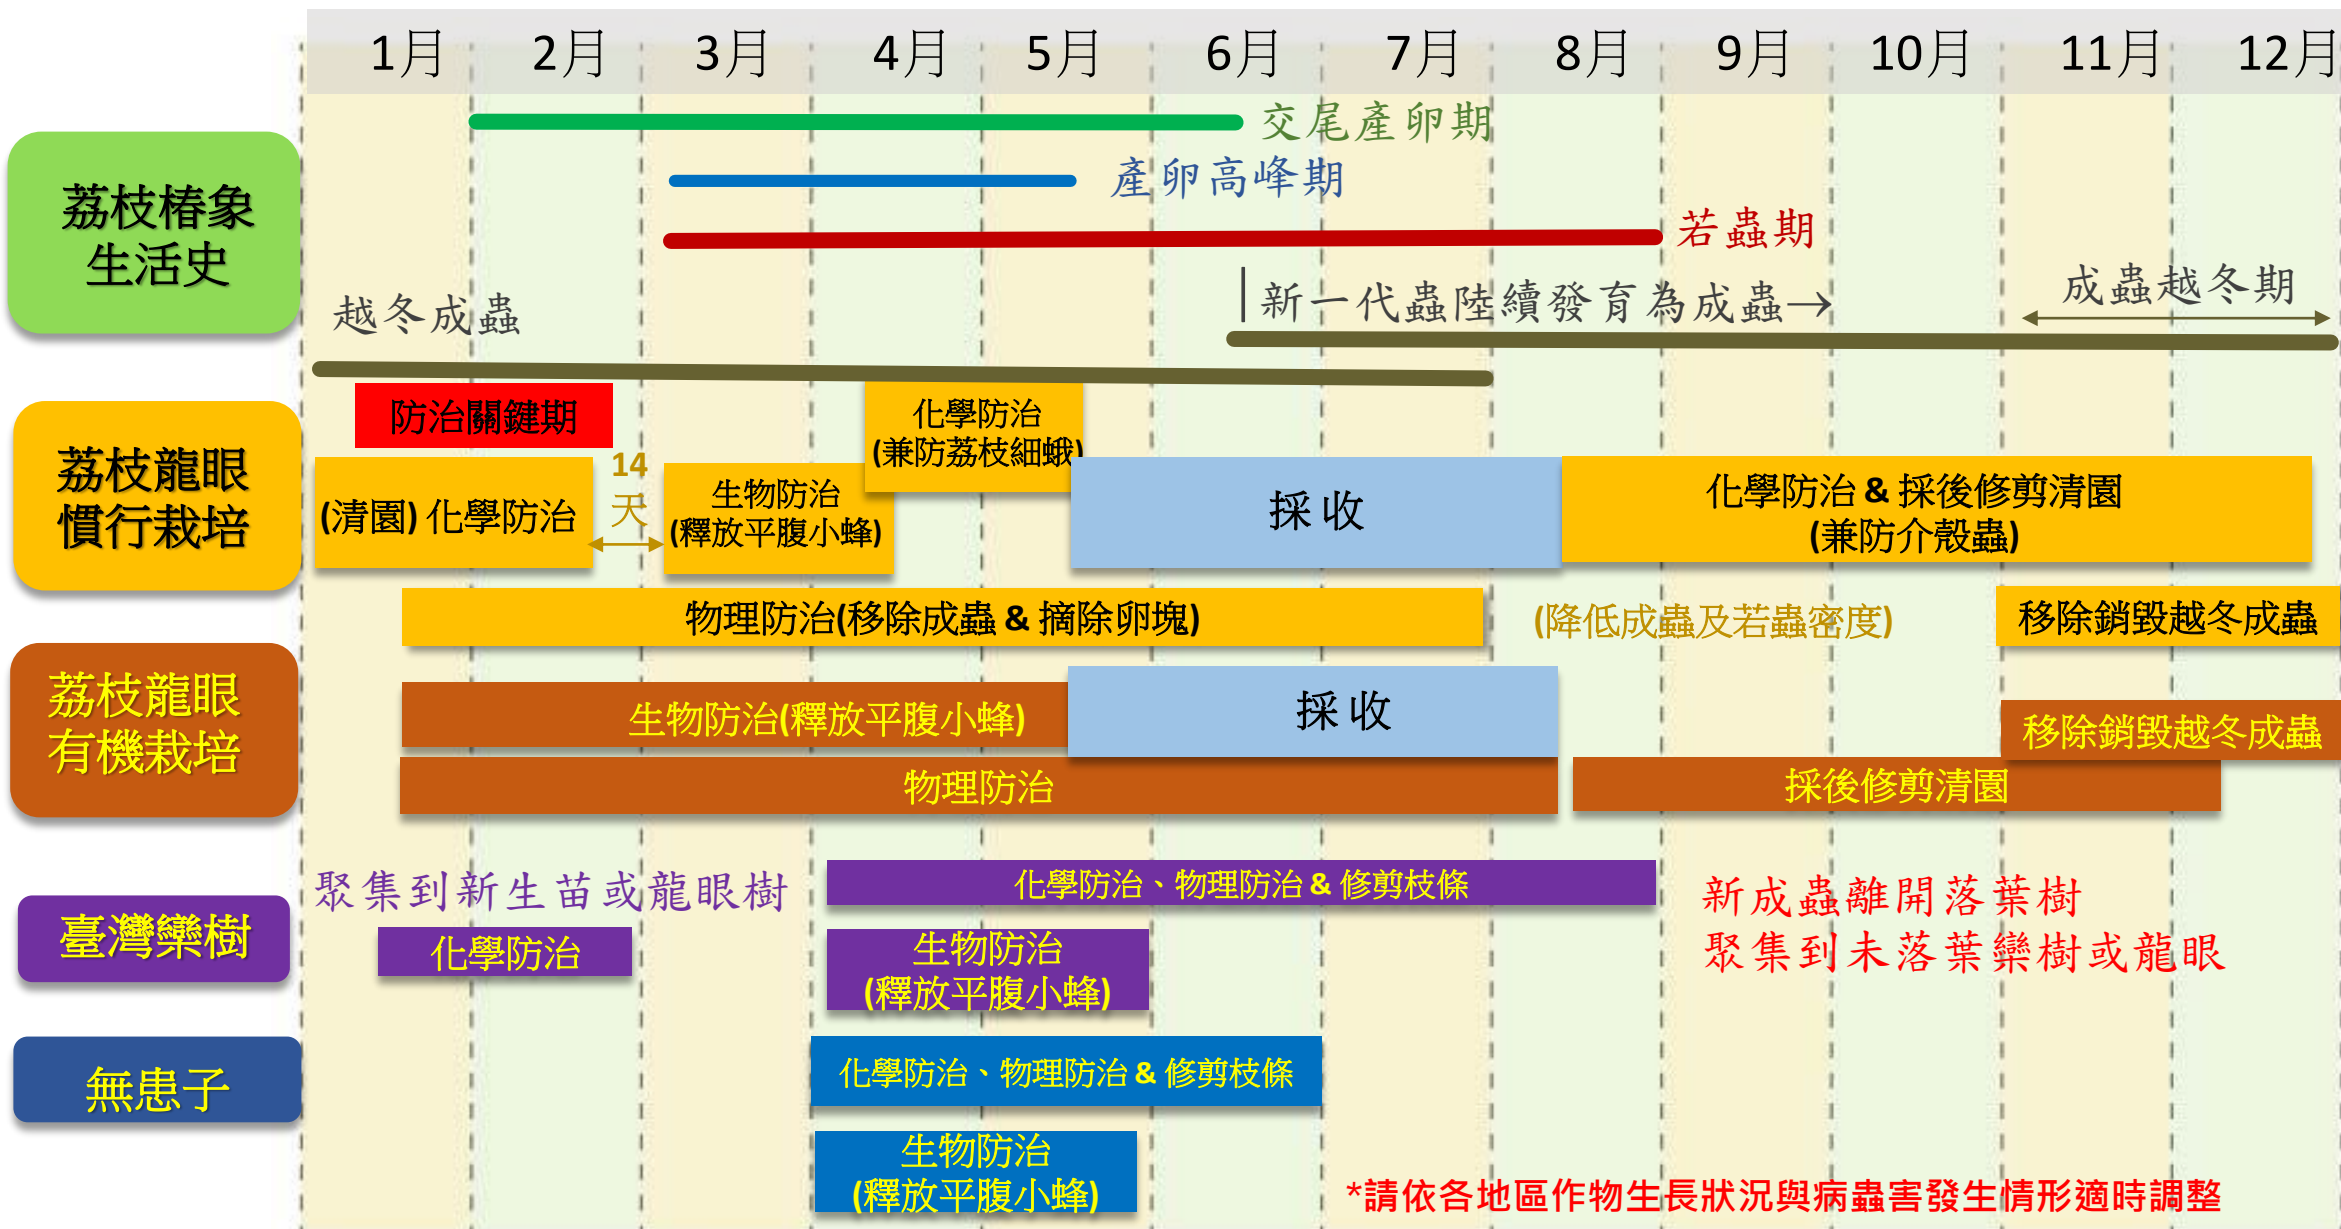 1月 2月 3月 4月 5月 6月 7月 8月 9月 10月 11月 12月
荔枝椿象
生活史
交尾產卵期
產卵高峰期
若蟲期
越冬成蟲
新一代蟲陸續發育為成蟲→
成蟲越冬期
荔枝龍眼
慣行栽培
防治關鍵期
(清園) 化學防治
14
天
生物防治
(釋放平腹小蜂)
化學防治
(兼防荔枝細蛾)
採 收
化學防治 & 採後修剪清園
(兼防介殼蟲)
物理防治(移除成蟲 & 摘除卵塊)
(降低成蟲及若蟲密度)
移除銷毀越冬成蟲
荔枝龍眼
有機栽培
生物防治(釋放平腹小蜂)
採 收
移除銷毀越冬成蟲
物理防治
採後修剪清園
臺灣欒樹
聚集到新生苗或龍眼樹
化學防治
化學防治、物理防治 & 修剪枝條
生物防治
(釋放平腹小蜂)
新成蟲離開落葉樹
聚集到未落葉欒樹或龍眼
無患子
化學防治、物理防治 & 修剪枝條
生物防治
(釋放平腹小蜂)
*請依各地區作物生長狀況與病蟲害發生情形適時調整